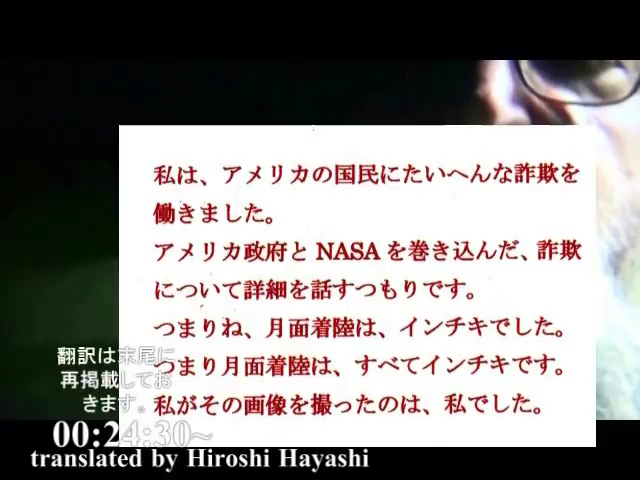 私は、アメリカの国民にたいへんな詐欺を
働きました。
アメリカ政府と NASA を巻き込んだ、詐欺
について詳細を話すつもりです。
つまりね、月面着陸は、インチキでした。
つまり月面着陸は、すべてインチキです。
私がその画像を撮ったのは、私でした。
翻訳は末尾に
再掲載してお
きます。
00:24:30~
translated by Hiroshi Hayashi